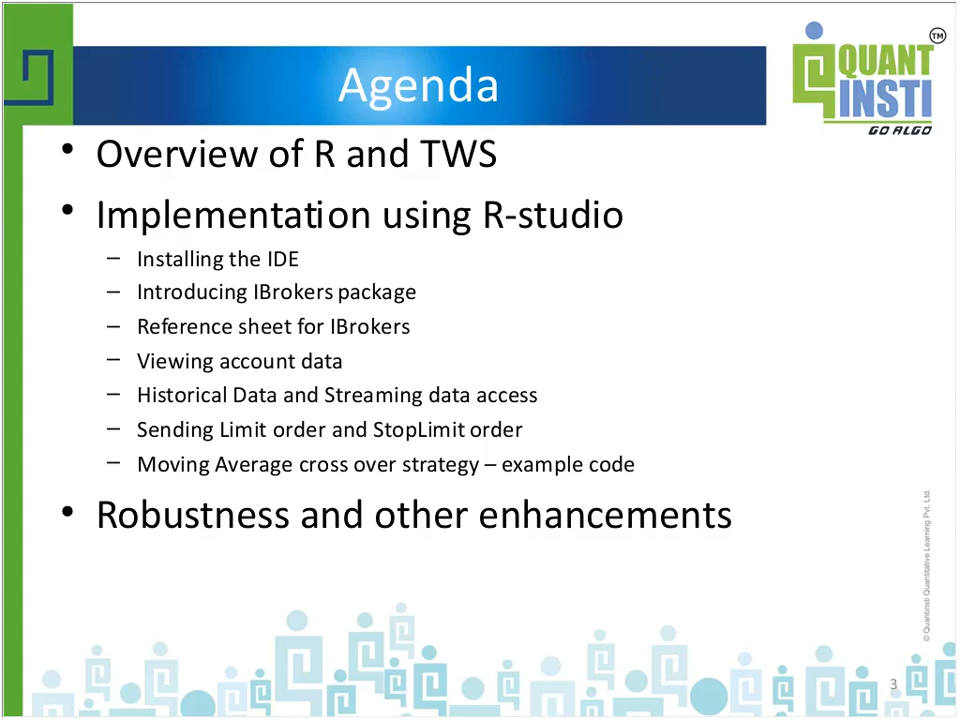 Agenda
QUANT
INSTI
TM
GO ALGO
• Overview of R and TWS
• Implementation using R-studio
– Installing the IDE
– Introducing IBrokers package
– Reference sheet for IBrokers
– Viewing account data
– Historical Data and Streaming data access
– Sending Limit order and StopLimit order
– Moving Average cross over strategy – example code
• Robustness and other enhancements
© Quantinsti Quantitative Learning Pvt. Ltd.
3